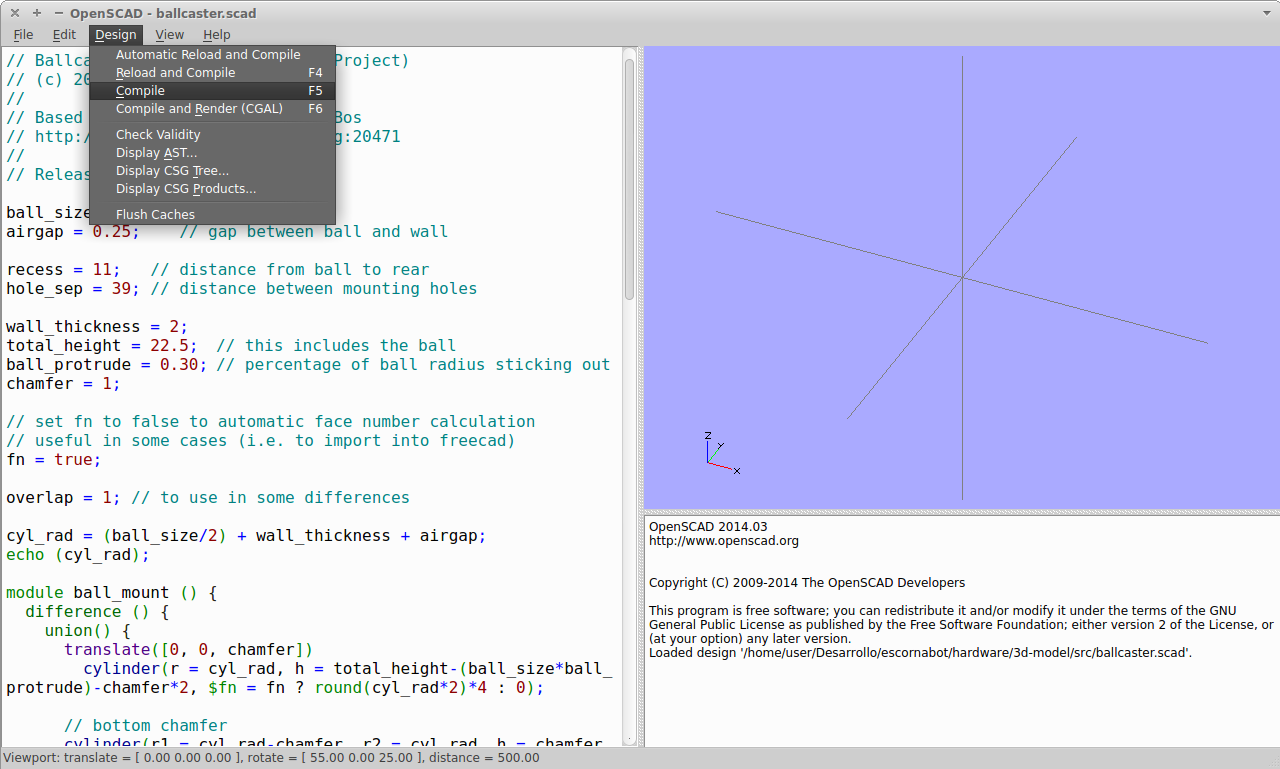 OpenSCAD - ballcaster.scad
File Edit Design View Help
Automatic Reload and Compile
Reload and Compile F4
Compile F5
Compile and Render (CGAL) F6
Check Validity
Display AST...
Display CSG Tree...
Display CSG Products...
Flush Caches
// Ballca Project)
// (c) 20
//
// Based Bos
// http:/ g:20471
//
// Releas
ball_size
airgap = 0.25; // gap between ball and wall
recess = 11; // distance from ball to rear
hole_sep = 39; // distance between mounting holes
wall_thickness = 2;
total_height = 22.5; // this includes the ball
ball_protrude = 0.30; // percentage of ball radius sticking out
chamfer = 1;
// set fn to false to automatic face number calculation
// useful in some cases (i.e. to import into freecad)
fn = true;
overlap = 1; // to use in some differences
cyl_rad = (ball_size/2) + wall_thickness + airgap;
echo (cyl_rad);
module ball_mount () {
difference () {
union() {
translate([0, 0, chamfer])
cylinder(r = cyl_rad, h = total_height-(ball_size*ball_
protrude)-chamfer*2, $fn = fn ? round(cyl_rad*2)*4 : 0);
// bottom chamfer
cylinder(r1 = cyl_rad-chamfer, r2 = cyl_rad, h = chamfer,
Z
Y
X
OpenSCAD 2014.03
http://www.openscad.org
Copyright (C) 2009-2014 The OpenSCAD Developers
This program is free software; you can redistribute it and/or modify it under the terms of the GNU
General Public License as published by the Free Software Foundation; either version 2 of the License, or
(at your option) any later version.
Loaded design '/home/user/Desarrollo/escornabot/hardware/3d-model/src/ballcaster.scad'.
Viewport: translate = [ 0.00 0.00 0.00 ], rotate = [ 55.00 0.00 25.00 ], distance = 500.00